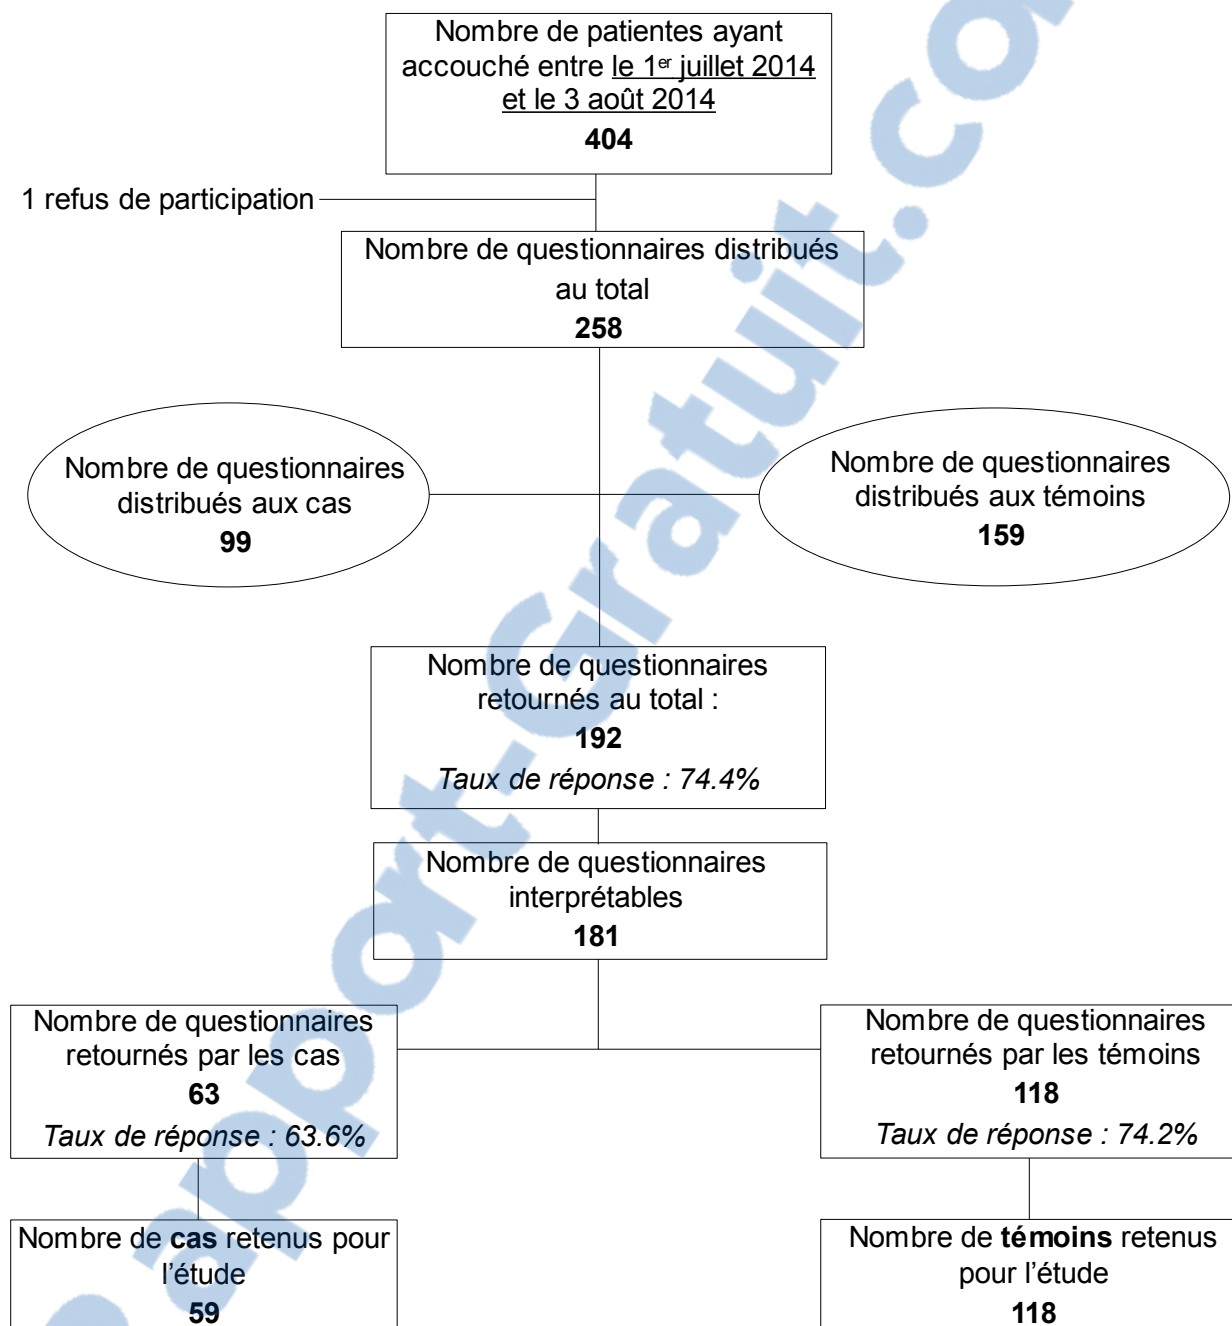 Nombre de patientes ayant
accouché entre le 1er juillet 2014
et le 3 août 2014
404
1 refus de participation
Nombre de questionnaires distribués
au total
258
Nombre de questionnaires
distribués aux cas
99
Nombre de questionnaires
distribués aux témoins
159
Nombre de questionnaires
retournés au total :
192
Taux de réponse : 74.4%
Nombre de questionnaires
interprétables
181
Nombre de questionnaires
retournés par les cas
63
Taux de réponse : 63.6%
Nombre de questionnaires
retournés par les témoins
118
Taux de réponse : 74.2%
Nombre de cas retenus pour
l'étude
59
Nombre de témoins retenus
pour l'étude
118
apport-Gratuit.co